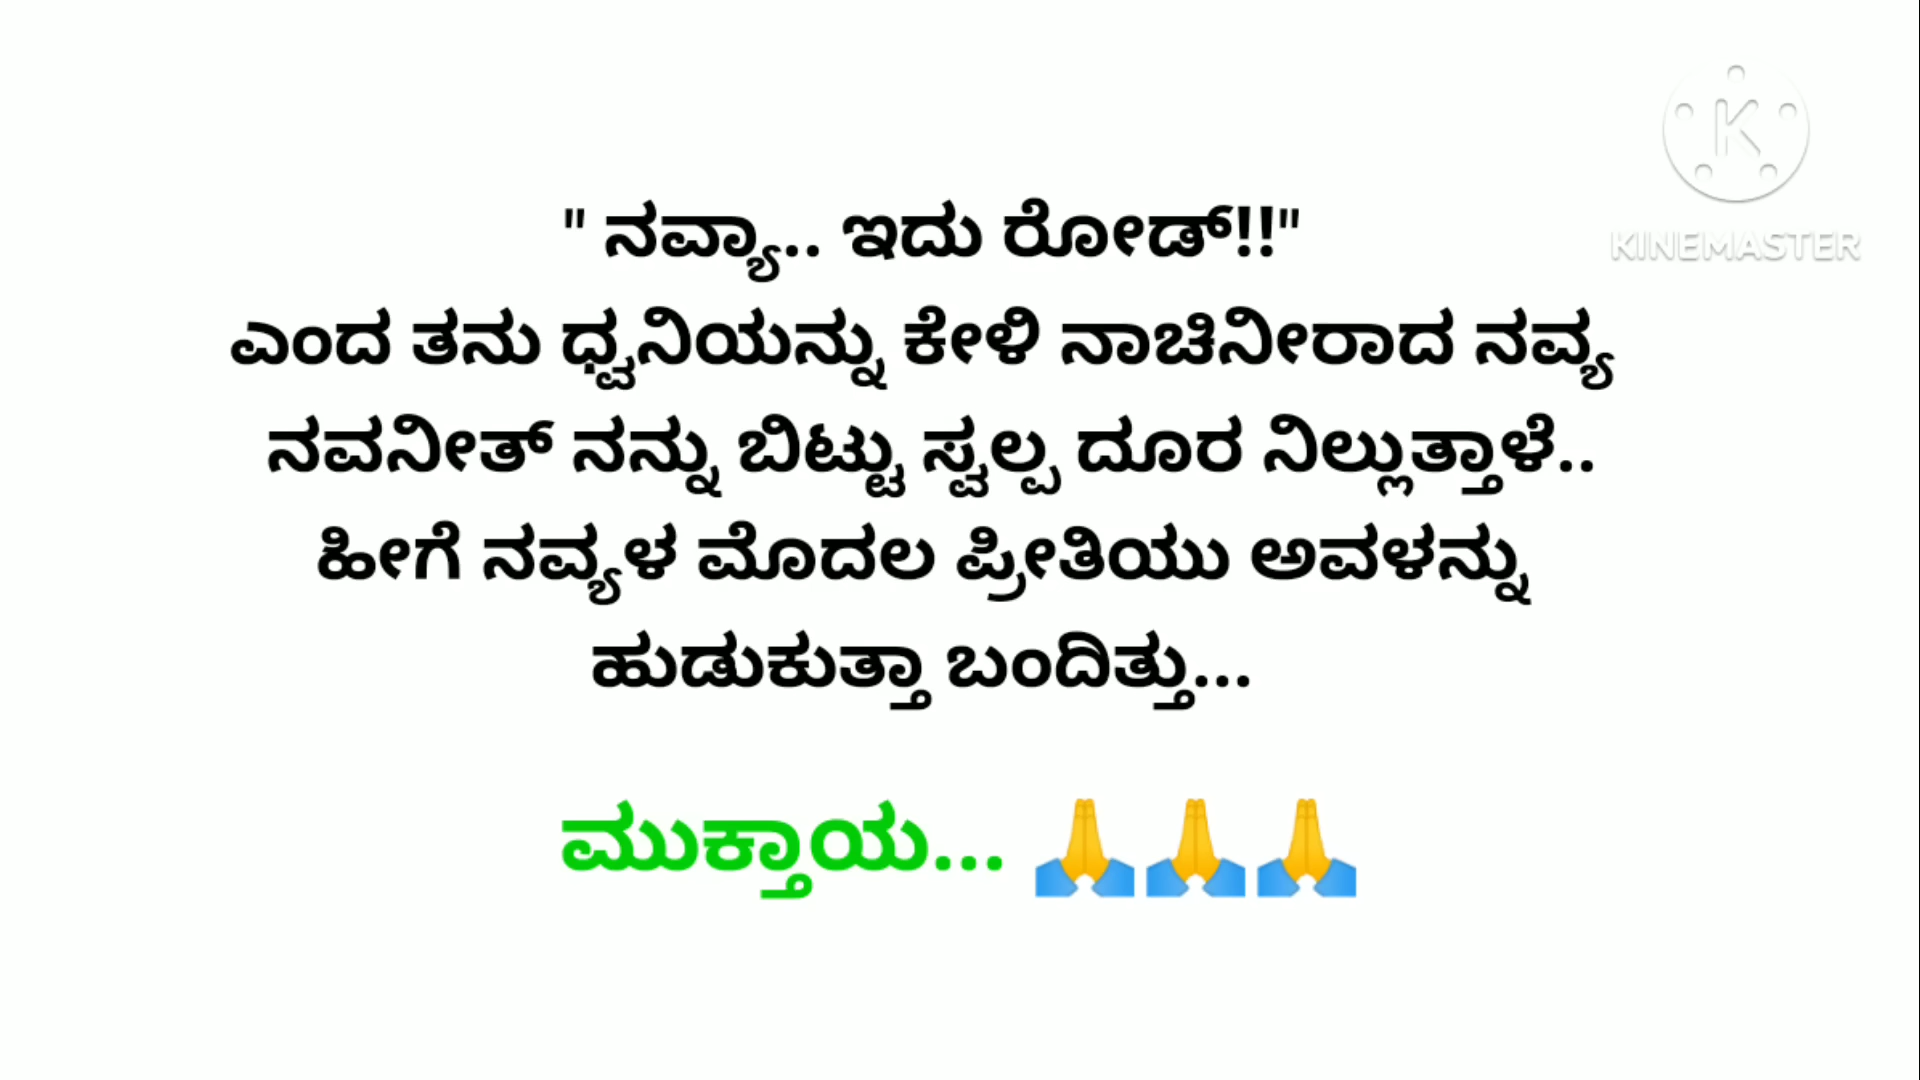 " ನವ್ಯಾ.. ಇದು ರೋಡ್!!"
ಎಂದ ತನು ಧ್ವನಿಯನ್ನು ಕೇಳಿ ನಾಚಿನೀರಾದ ನವ್ಯ
ನವನೀತ್ ನನ್ನು ಬಿಟ್ಟು ಸ್ವಲ್ಪ ದೂರ ನಿಲ್ಲುತ್ತಾಳೆ..
ಹೀಗೆ ನವ್ಯಳ ಮೊದಲ ಪ್ರೀತಿಯು ಅವಳನ್ನು
ಹುಡುಕುತ್ತಾ ಬಂದಿತ್ತು...
ಮುಕ್ತಾಯ... 🙏🙏🙏
K
KINEMASTER